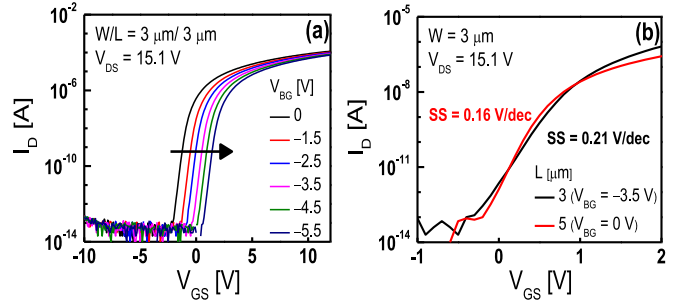 (a)
W/L = 3 μm/ 3 μm
V_DS = 15.1 V
V_BG [V]
0
−1.5
−2.5
−3.5
−4.5
−5.5
I_D [A]
10^-2
10^-6
10^-10
10^-14
-10
-5
0
5
10
V_GS [V]
(b)
W = 3 μm
V_DS = 15.1 V
SS = 0.16 V/dec
SS = 0.21 V/dec
L [μm]
3 (V_BG = −3.5 V)
5 (V_BG = 0 V)
I_D [A]
10^-5
10^-8
10^-11
10^-14
-1
0
1
2
V_GS [V]